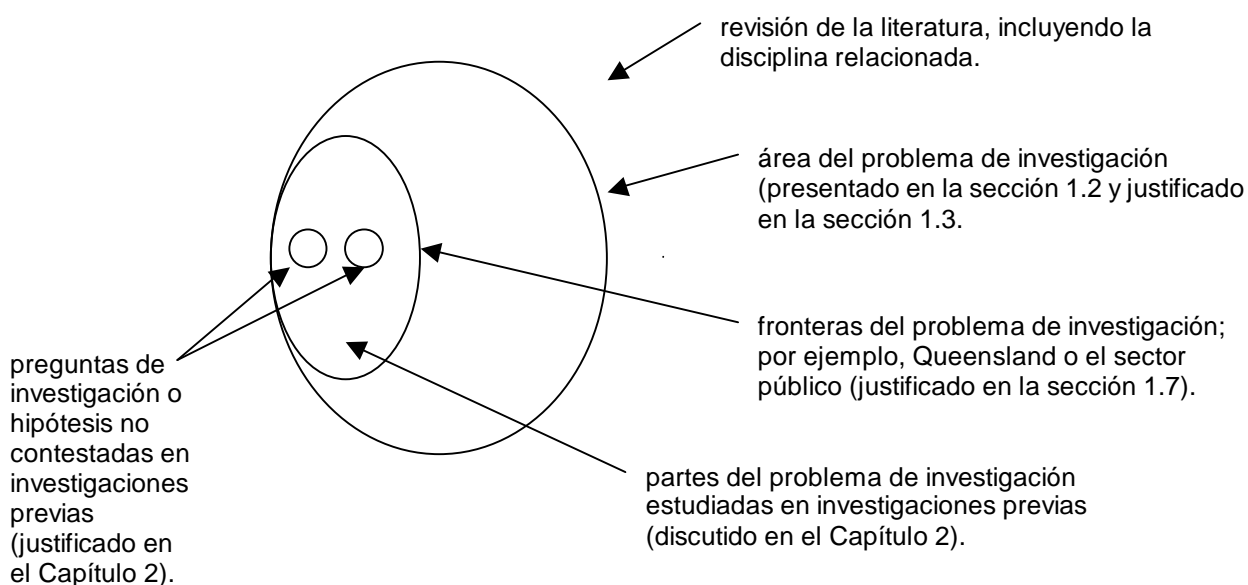 revisión de la literatura, incluyendo la
disciplina relacionada.
área del problema de investigación
(presentado en la sección 1.2 y justificado
en la sección 1.3.
fronteras del problema de investigación;
por ejemplo, Queensland o el sector
público (justificado en la sección 1.7).
preguntas de
investigación o
hipótesis no
contestadas en
investigaciones
previas
(justificado en
el Capítulo 2).
partes del problema de investigación
estudiadas en investigaciones previas
(discutido en el Capítulo 2).